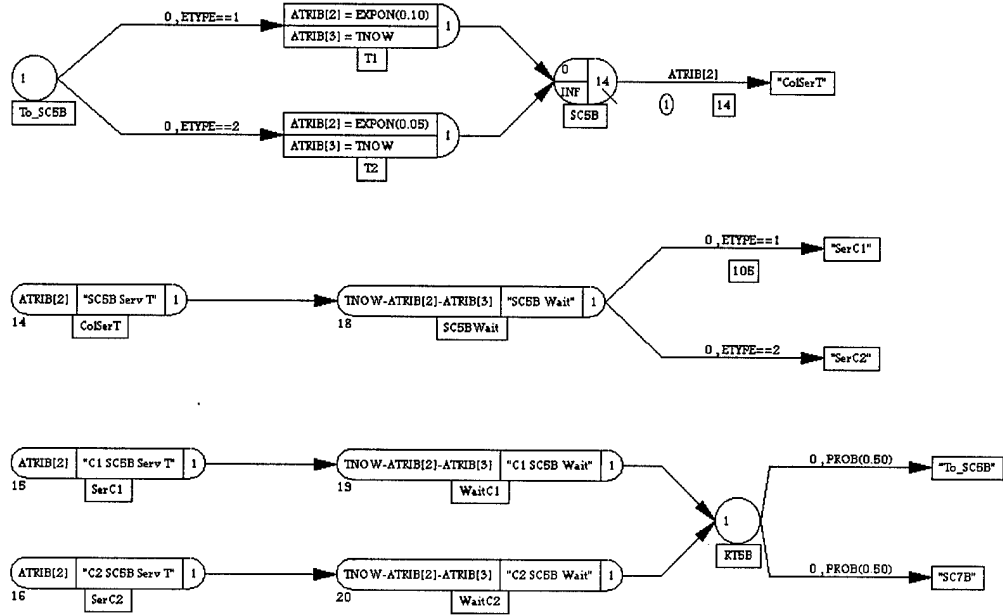 0 , ETYPE==1
ATRIB[2] = EXPON(0.10)
ATRIB[3] = TNOW
1
T1
1
To_SC5B
0
INF
14
SC5B
ATRIB[2]
1
14
"ColSerT"
0 , ETYPE==2
ATRIB[2] = EXPON(0.05)
ATRIB[3] = TNOW
1
T2
ATRIB[2]
"SC5B Serv T"
1
14
ColSerT
TNOW-ATRIB[2]-ATRIB[3]
"SC5B Wait"
1
18
SC5BWait
0 , ETYPE==1
105
"SerC1"
0 , ETYPE==2
"SerC2"
ATRIB[2]
"C1 SC5B Serv T"
1
15
SerC1
TNOW-ATRIB[2]-ATRIB[3]
"C1 SC5B Wait"
1
19
WaitC1
1
RT5B
0 , PROB(0.50)
"To_SC5B"
ATRIB[2]
"C2 SC5B Serv T"
1
16
SerC2
TNOW-ATRIB[2]-ATRIB[3]
"C2 SC5B Wait"
1
20
WaitC2
0 , PROB(0.50)
"SC7B"